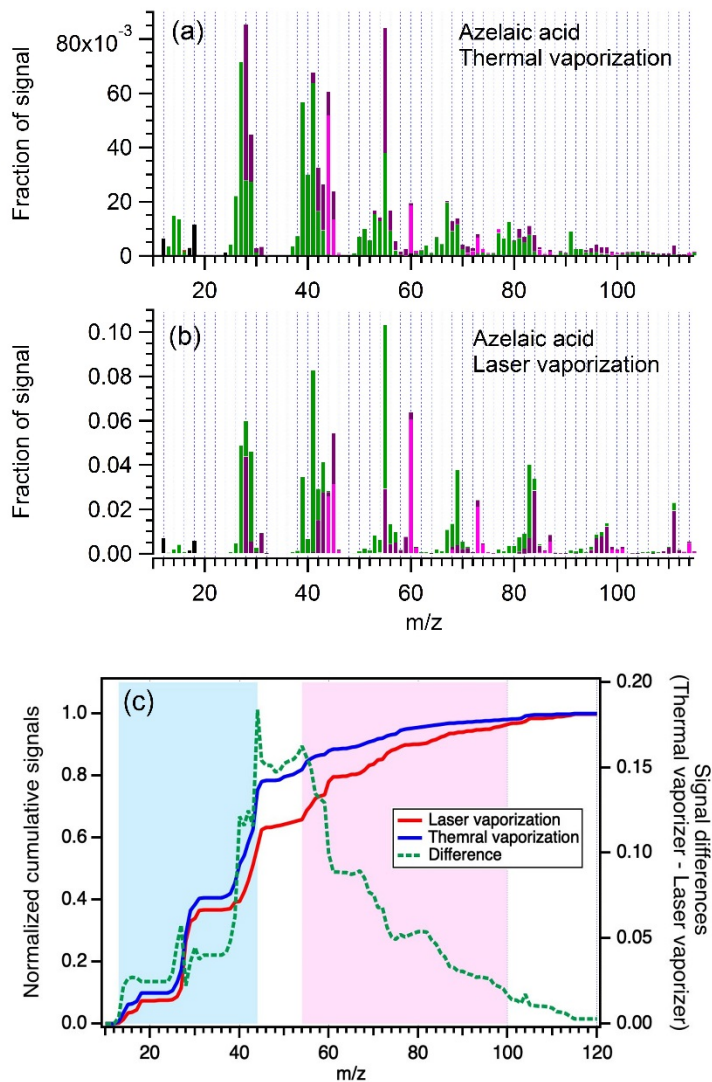 (a)
Azelaic acid
Thermal vaporization
80x10⁻³
60
40
20
0
Fraction of signal
20 40 60 80 100
(b)
Azelaic acid
Laser vaporization
0.10
0.08
0.06
0.04
0.02
0.00
Fraction of signal
20 40 60 80 100
m/z
(c)
1.0
0.8
0.6
0.4
0.2
0.0
Normalized cumulative signals
Laser vaporization
Themral vaporization
Difference
0.20
0.15
0.10
0.05
0.00
Signal differences
(Thermal vaporizer - Laser vaporizer)
20 40 60 80 100 120
m/z